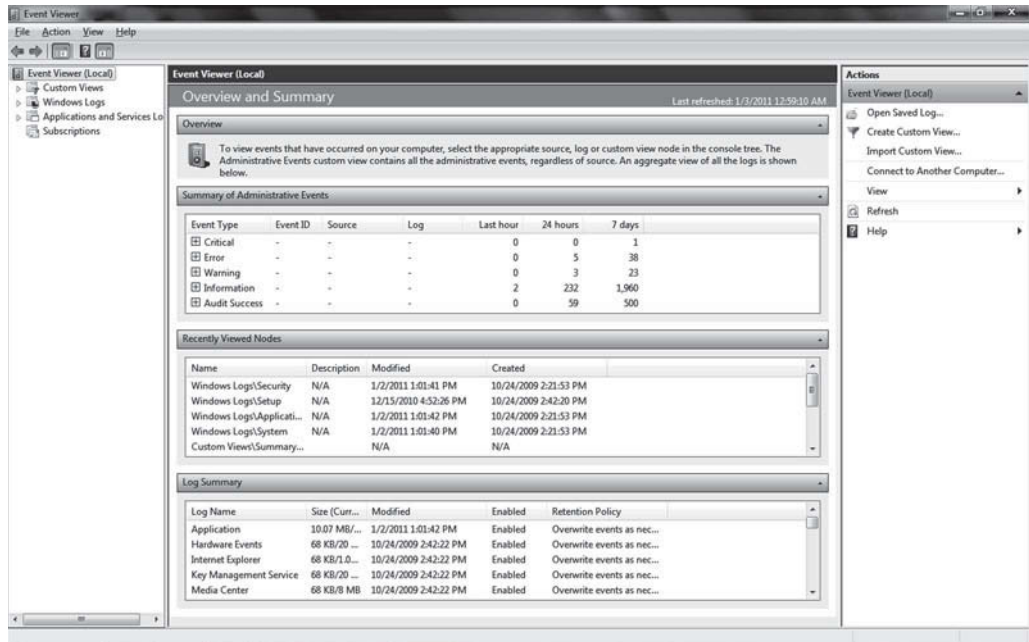 Event Viewer
File Action View Help
Event Viewer (Local)
Custom Views
Windows Logs
Applications and Services Lo
Subscriptions
Event Viewer (Local)
Overview and Summary
Last refreshed: 1/3/2011 12:59:10 AM
Overview
To view events that have occurred on your computer, select the appropriate source, log or custom view node in the console tree. The
Administrative Events custom view contains all the administrative events, regardless of source. An aggregate view of all the logs is shown
below.
Summary of Administrative Events
Event Type Event ID Source Log Last hour 24 hours 7 days
Critical - - - 0 0 1
Error - - - 0 5 38
Warning - - - 0 3 23
Information - - - 2 232 1,960
Audit Success - - - 0 59 500
Recently Viewed Nodes
Name Description Modified Created
Windows Logs\Security N/A 1/2/2011 1:01:41 PM 10/24/2009 2:21:53 PM
Windows Logs\Setup N/A 12/15/2010 4:52:26 PM 10/24/2009 2:42:20 PM
Windows Logs\Applicati... N/A 1/2/2011 1:01:42 PM 10/24/2009 2:21:53 PM
Windows Logs\System N/A 1/2/2011 1:01:40 PM 10/24/2009 2:21:53 PM
Custom Views\Summary... N/A N/A
Log Summary
Log Name Size (Curr... Modified Enabled Retention Policy
Application 10.07 MB/... 1/2/2011 1:01:42 PM Enabled Overwrite events as nec...
Hardware Events 68 KB/20 ... 10/24/2009 2:42:22 PM Enabled Overwrite events as nec...
Internet Explorer 68 KB/1.0... 10/24/2009 2:42:22 PM Enabled Overwrite events as nec...
Key Management Service 68 KB/20 ... 10/24/2009 2:42:22 PM Enabled Overwrite events as nec...
Media Center 68 KB/8 MB 10/24/2009 2:42:22 PM Enabled Overwrite events as nec...
Actions
Event Viewer (Local)
Open Saved Log...
Create Custom View...
Import Custom View...
Connect to Another Computer...
View
Refresh
Help